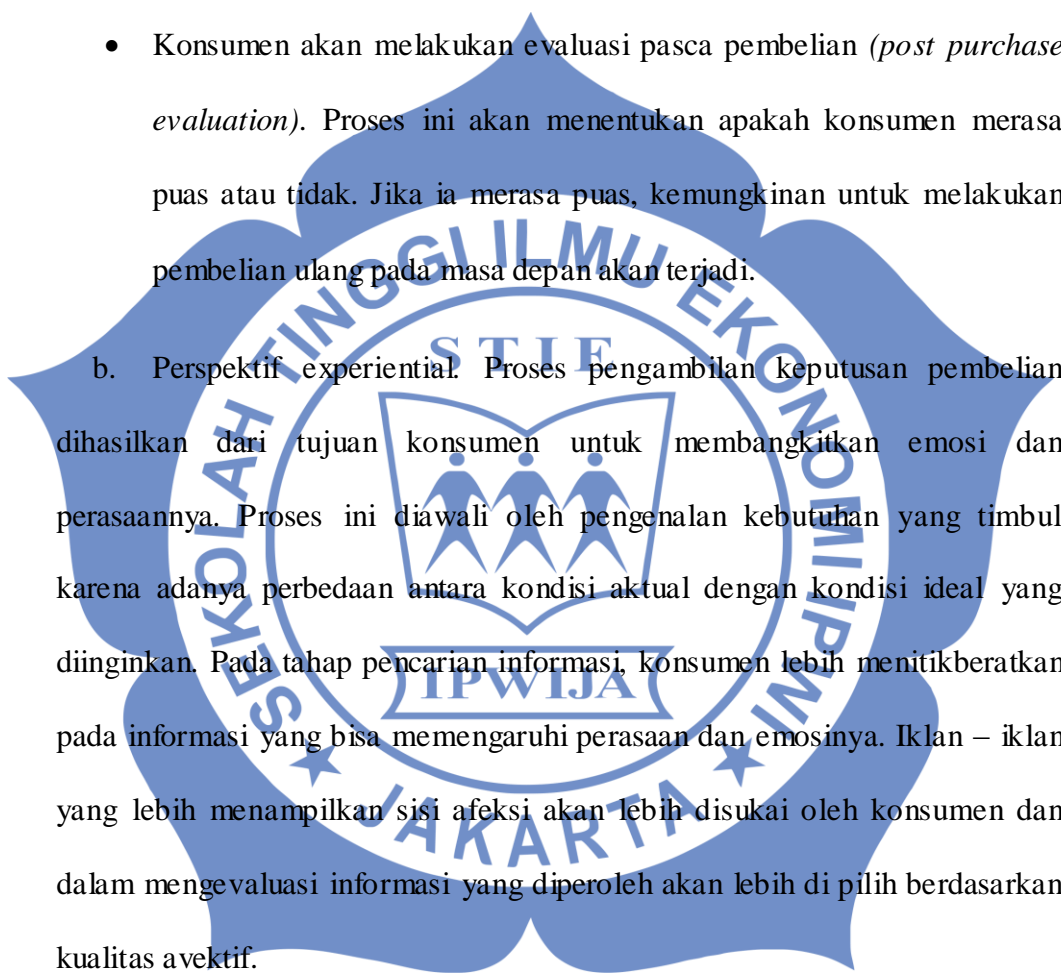 • Konsumen akan melakukan evaluasi pasca pembelian (post purchase
evaluation). Proses ini akan menentukan apakah konsumen merasa
puas atau tidak. Jika ia merasa puas, kemungkinan untuk melakukan
pembelian ulang pada masa depan akan terjadi.
b. Perspektif experiential. Proses pengambilan keputusan pembelian
dihasilkan dari tujuan konsumen untuk membangkitkan emosi dan
perasaannya. Proses ini diawali oleh pengenalan kebutuhan yang timbul
karena adanya perbedaan antara kondisi aktual dengan kondisi ideal yang
diinginkan. Pada tahap pencarian informasi, konsumen lebih menitikberatkan
pada informasi yang bisa memengaruhi perasaan dan emosinya. Iklan – iklan
yang lebih menampilkan sisi afeksi akan lebih disukai oleh konsumen dan
dalam mengevaluasi informasi yang diperoleh akan lebih di pilih berdasarkan
kualitas avektif.
SEKOLAH TINGGI ILMU EKONOMI IPWI
STIE
IPWIJA
★ JAKARTA ★